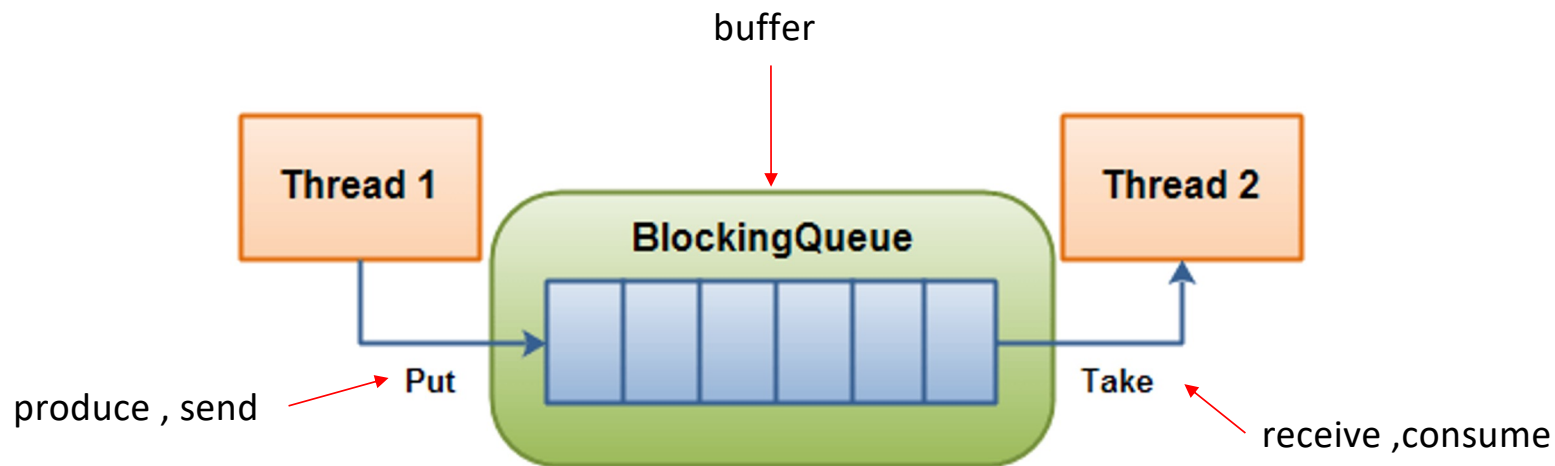 buffer
Thread 1
Thread 2
BlockingQueue
Put
Take
produce , send
receive ,consume